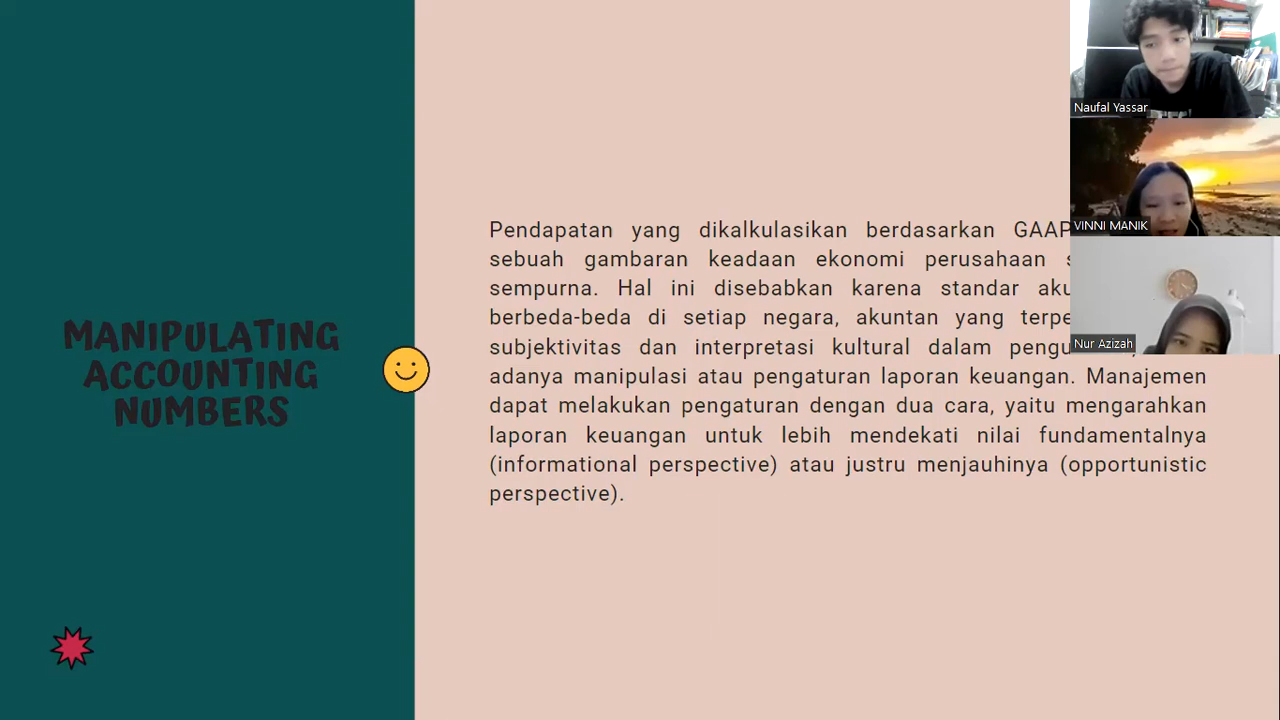 MANIPULATING
ACCOUNTING
NUMBERS
Pendapatan yang dikalkulasikan berdasarkan GAAP
sebuah gambaran keadaan ekonomi perusahaan
sempurna. Hal ini disebabkan karena standar
berbeda-beda di setiap negara, akuntan yang
subjektivitas dan interpretasi kultural dalam
adanya manipulasi atau pengaturan laporan keuangan. Manajemen
dapat melakukan pengaturan dengan dua cara, yaitu mengarahkan
laporan keuangan untuk lebih mendekati nilai fundamentalnya
(informational perspective) atau justru menjauhinya (opportunistic
perspective).
Naufal Yassar
VINNI MANIK
Nur Azizah